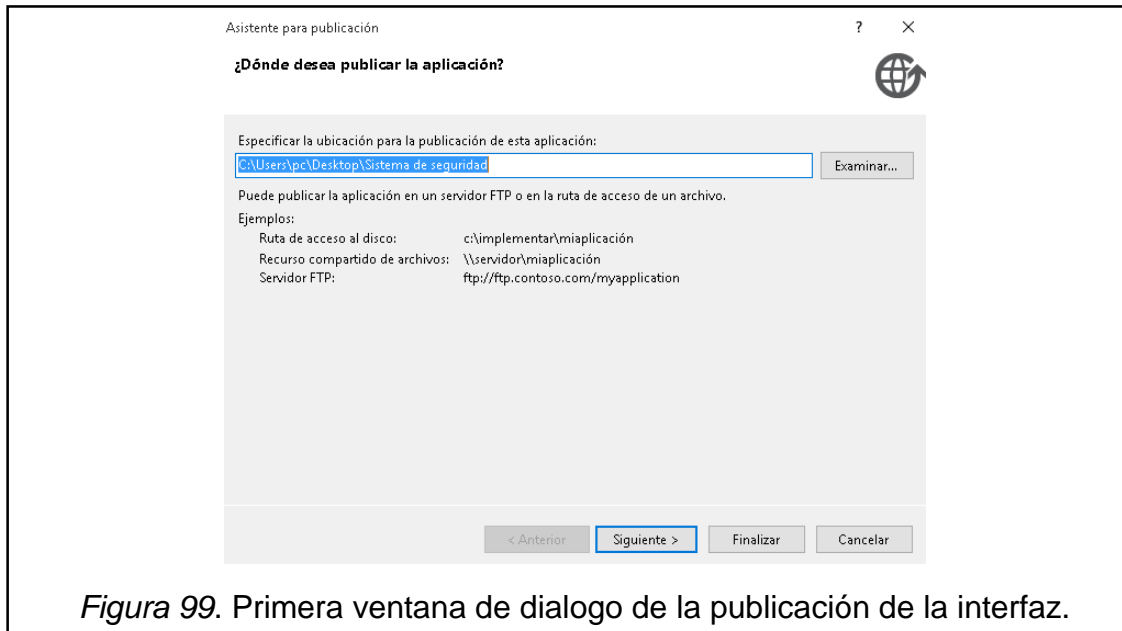 Asistente para publicación ? ×
¿Dónde desea publicar la aplicación?
Especificar la ubicación para la publicación de esta aplicación:
C:\Users\pc\Desktop\Sistema de seguridad Examinar...
Puede publicar la aplicación en un servidor FTP o en la ruta de acceso de un archivo.
Ejemplos:
Ruta de acceso al disco: c:\implementar\miaplicación
Recurso compartido de archivos: \\servidor\miaplicación
Servidor FTP: ftp://ftp.contoso.com/myapplication
< Anterior Siguiente > Finalizar Cancelar
Figura 99. Primera ventana de dialogo de la publicación de la interfaz.